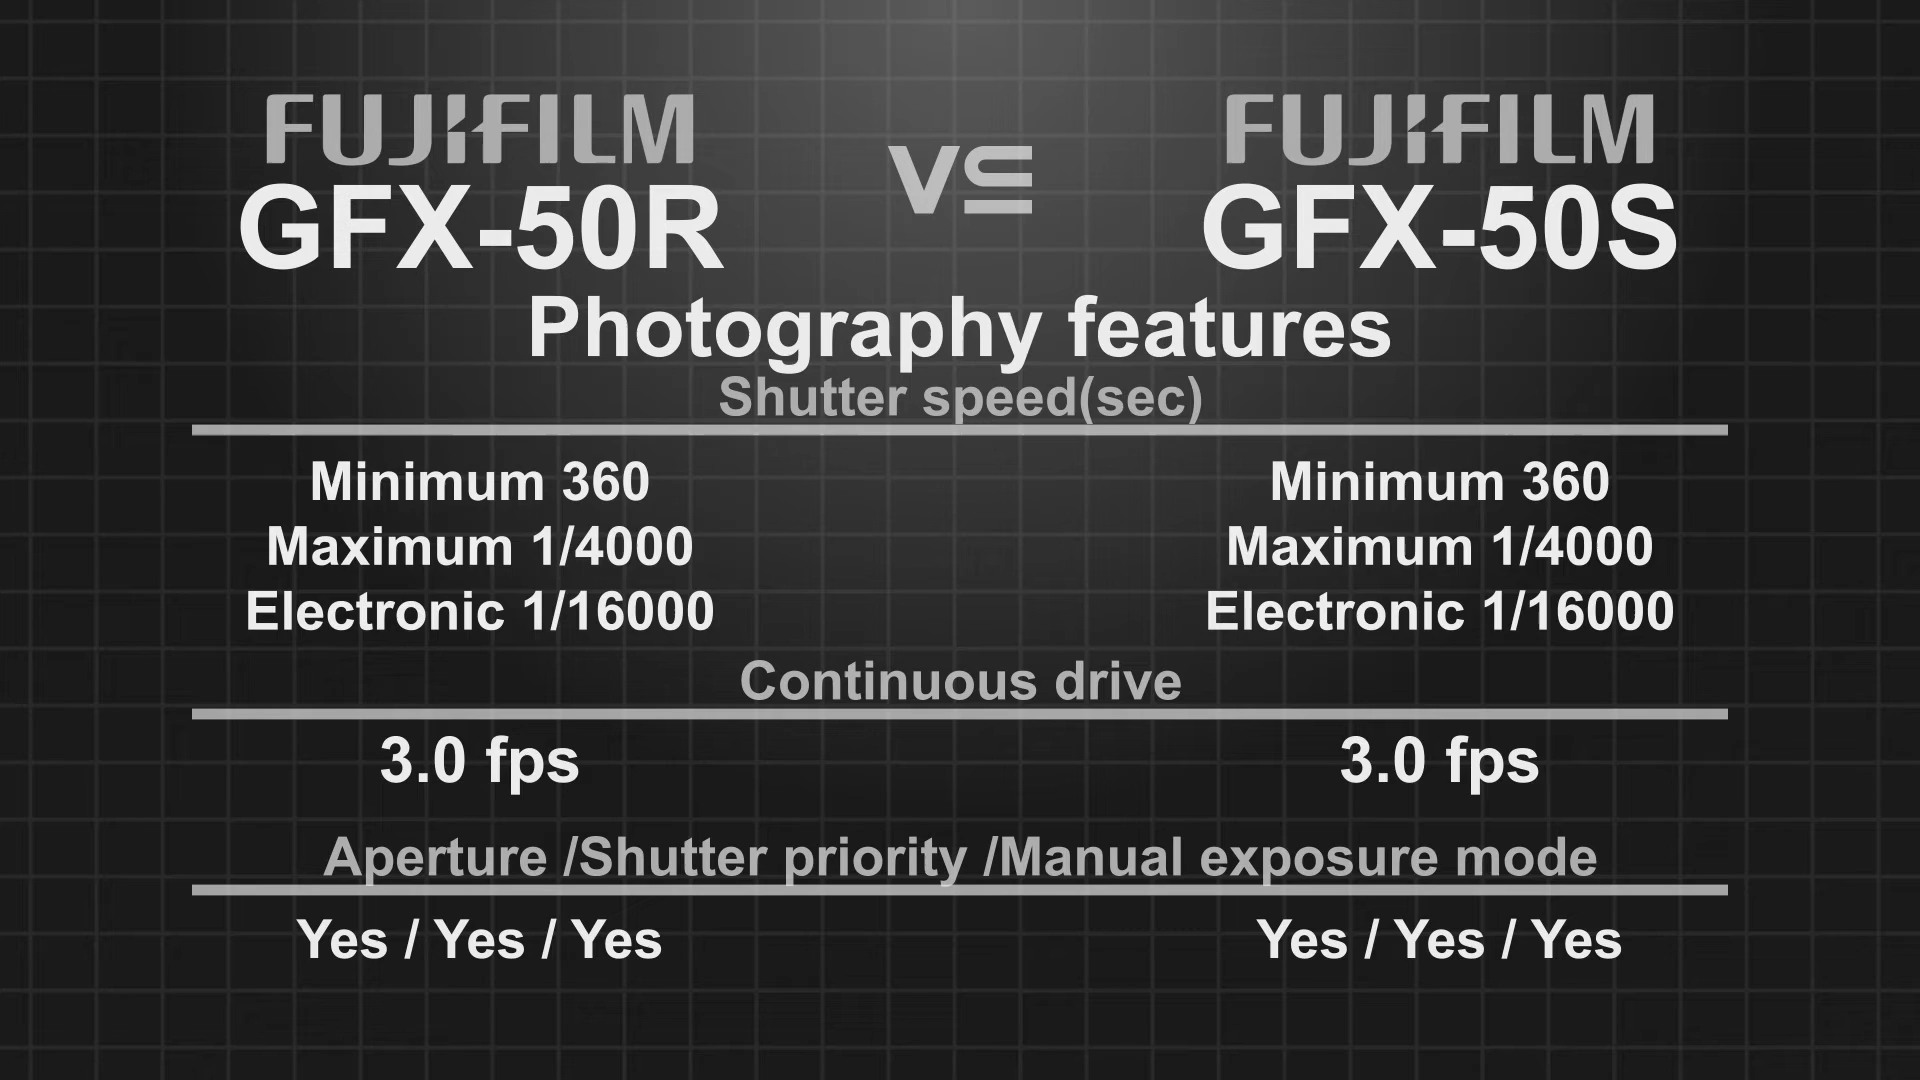 FUJIFILM VS FUJIFILM
GFX-50R GFX-50S
Photography features
Shutter speed(sec)
Minimum 360 Minimum 360
Maximum 1/4000 Maximum 1/4000
Electronic 1/16000 Electronic 1/16000
Continuous drive
3.0 fps 3.0 fps
Aperture /Shutter priority /Manual exposure mode
Yes / Yes / Yes Yes / Yes / Yes